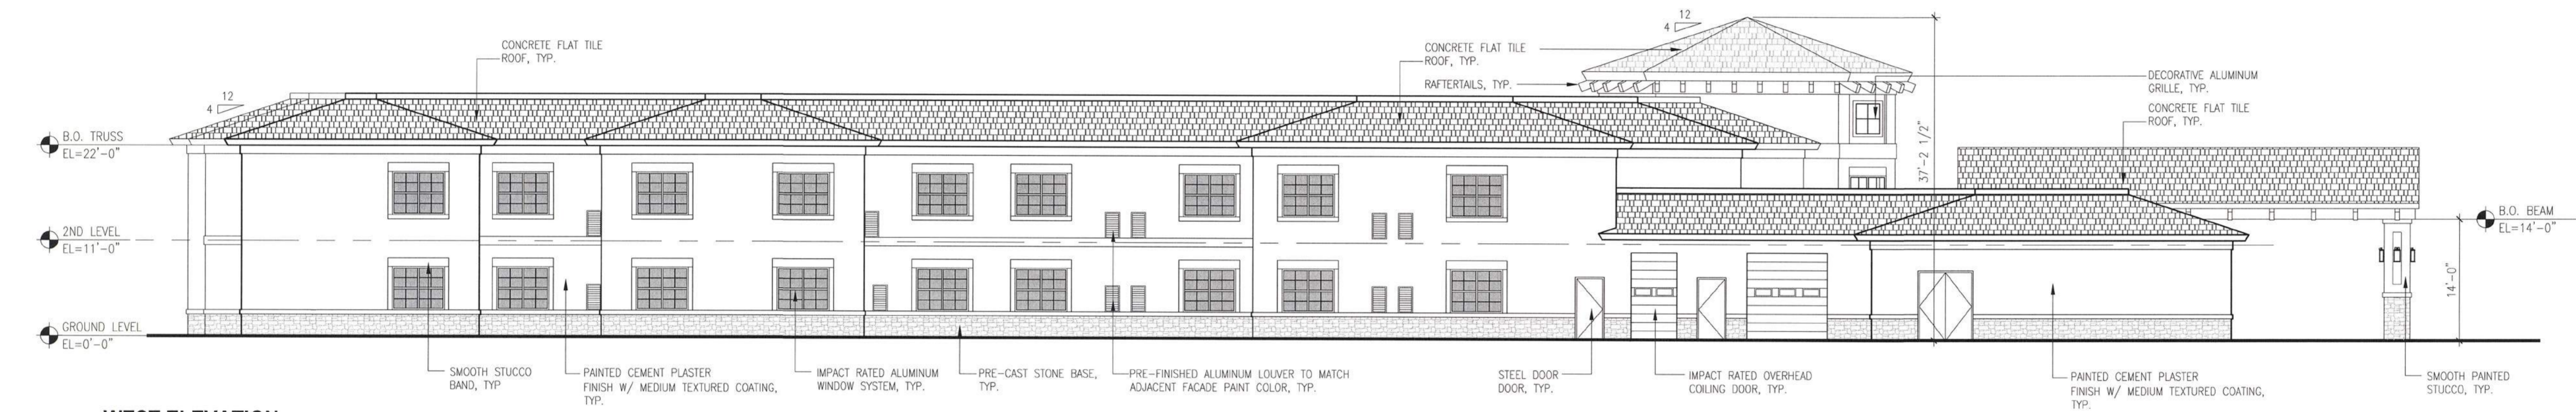 12
4
CONCRETE FLAT TILE
ROOF, TYP.
CONCRETE FLAT TILE
ROOF, TYP.
RAFTERTAILS, TYP.
12
4
37'-2 1/2"
DECORATIVE ALUMINUM
GRILLE, TYP.
CONCRETE FLAT TILE
ROOF, TYP.
B.O. TRUSS
EL=22'-0"
2ND LEVEL
EL=11'-0"
GROUND LEVEL
EL=0'-0"
B.O. BEAM
EL=14'-0"
14'-0"
SMOOTH STUCCO
BAND, TYP
PAINTED CEMENT PLASTER
FINISH W/ MEDIUM TEXTURED COATING,
TYP.
IMPACT RATED ALUMINUM
WINDOW SYSTEM, TYP.
PRE-CAST STONE BASE,
TYP.
PRE-FINISHED ALUMINUM LOUVER TO MATCH
ADJACENT FACADE PAINT COLOR, TYP.
STEEL DOOR
DOOR, TYP.
IMPACT RATED OVERHEAD
COILING DOOR, TYP.
PAINTED CEMENT PLASTER
FINISH W/ MEDIUM TEXTURED COATING,
TYP.
SMOOTH PAINTED
STUCCO, TYP.
WEST ELEVATION